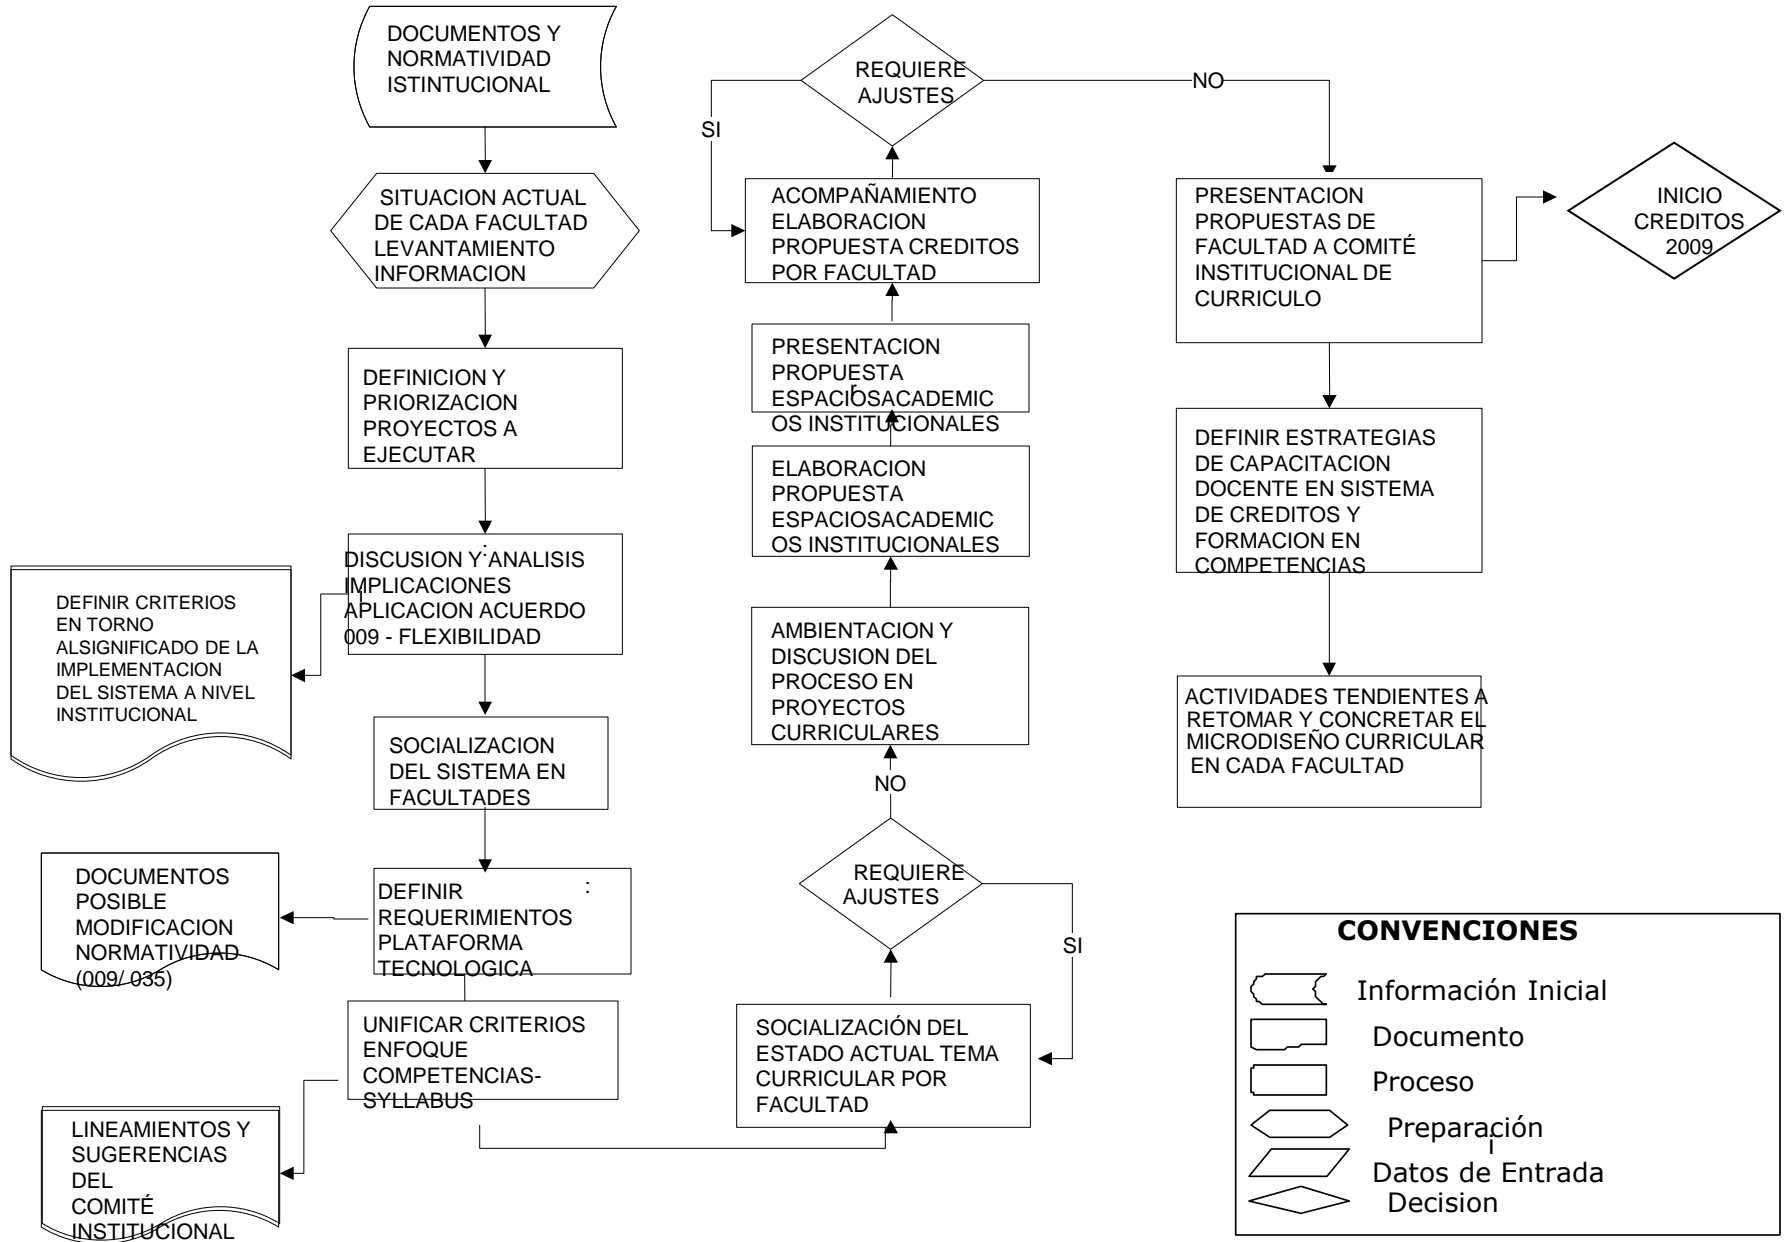 DOCUMENTOS Y
NORMATIVIDAD
ISTINTUCIONAL
SITUACION ACTUAL
DE CADA FACULTAD
LEVANTAMIENTO
INFORMACION
DEFINICION Y
PRIORIZACION
PROYECTOS A
EJECUTAR
:
DISCUSION Y ANALISIS
IMPLICACIONES
APLICACION ACUERDO
009 - FLEXIBILIDAD
DEFINIR CRITERIOS
EN TORNO
ALSIGNIFICADO DE LA
IMPLEMENTACION
DEL SISTEMA A NIVEL
INSTITUCIONAL
SOCIALIZACION
DEL SISTEMA EN
FACULTADES
DEFINIR :
REQUERIMIENTOS
PLATAFORMA
TECNOLOGICA
DOCUMENTOS
POSIBLE
MODIFICACION
NORMATIVIDAD
(009/ 035)
UNIFICAR CRITERIOS
ENFOQUE
COMPETENCIAS-
SYLLABUS
LINEAMIENTOS Y
SUGERENCIAS
DEL
COMITÉ
INSTITUCIONAL
REQUIERE
AJUSTES
SI
NO
ACOMPAÑAMIENTO
ELABORACION
PROPUESTA CREDITOS
POR FACULTAD
PRESENTACION
PROPUESTA
ESPACIOSACADEMIC
OS INSTITUCIONALES
ELABORACION
PROPUESTA
ESPACIOSACADEMIC
OS INSTITUCIONALES
AMBIENTACION Y
DISCUSION DEL
PROCESO EN
PROYECTOS
CURRICULARES
NO
REQUIERE
AJUSTES
SI
SOCIALIZACIÓN DEL
ESTADO ACTUAL TEMA
CURRICULAR POR
FACULTAD
PRESENTACION
PROPUESTAS DE
FACULTAD A COMITÉ
INSTITUCIONAL DE
CURRICULO
INICIO
CREDITOS
2009
DEFINIR ESTRATEGIAS
DE CAPACITACION
DOCENTE EN SISTEMA
DE CREDITOS Y
FORMACION EN
COMPETENCIAS
ACTIVIDADES TENDIENTES A
RETOMAR Y CONCRETAR EL
MICRODISEÑO CURRICULAR
EN CADA FACULTAD
CONVENCIONES
Información Inicial
Documento
Proceso
Preparación
Datos de Entrada
Decision